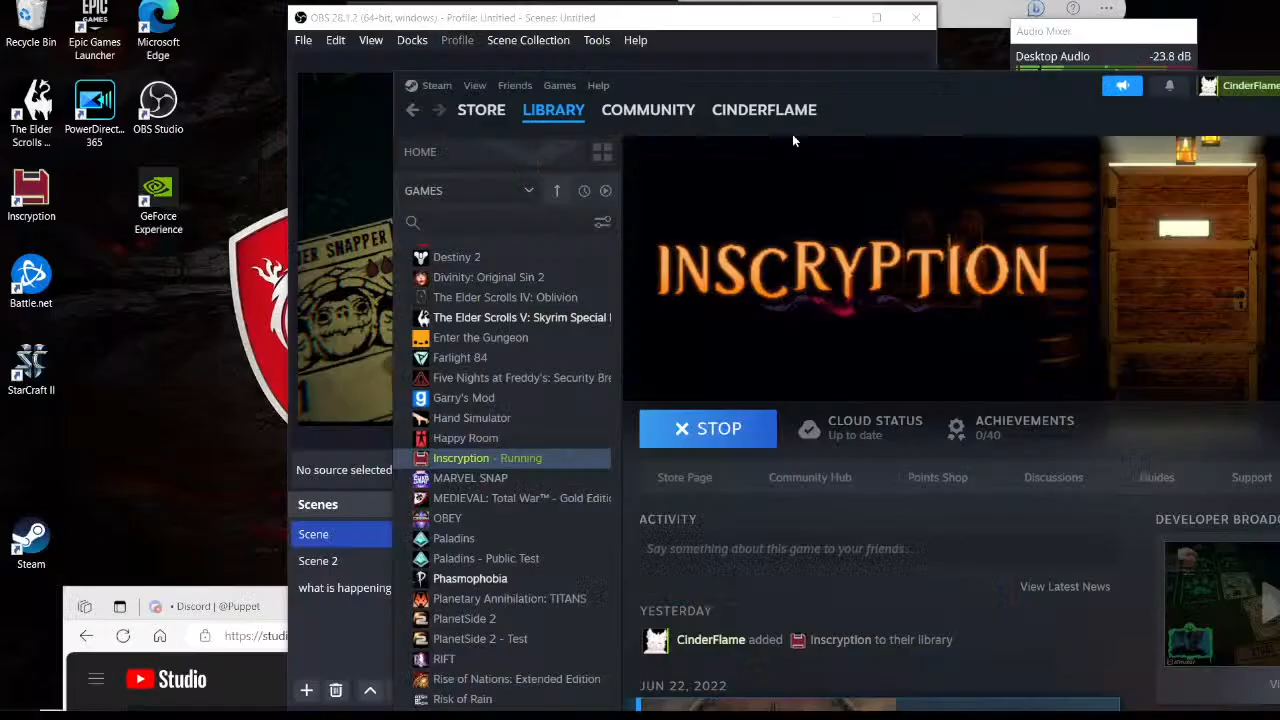 Recycle Bin
Epic Games
Launcher
Microsoft
Edge
The Elder
Scrolls ...
PowerDirect...
365
OBS Studio
Inscryption
GeForce
Experience
Battle.net
StarCraft II
Steam
OBS 28.1.2 (64-bit, windows) - Profile: Untitled - Scenes: Untitled
File Edit View Docks Profile Scene Collection Tools Help
SNAPPER
No source selected
Scenes
Scene
Scene 2
what is happening
Audio Mixer
Desktop Audio -23.8 dB
Steam View Friends Games Help
CinderFlame
STORE LIBRARY COMMUNITY CINDERFLAME
HOME
GAMES
Destiny 2
Divinity: Original Sin 2
The Elder Scrolls IV: Oblivion
The Elder Scrolls V: Skyrim Special
Enter the Gungeon
Farlight 84
Five Nights at Freddy's: Security Bre
Garry's Mod
Hand Simulator
Happy Room
Inscryption - Running
MARVEL SNAP
MEDIEVAL: Total War™ - Gold Editi
OBEY
Paladins
Paladins - Public Test
Phasmophobia
Planetary Annihilation: TITANS
PlanetSide 2
PlanetSide 2 - Test
RIFT
Rise of Nations: Extended Edition
Risk of Rain
INSCRYPTION
STOP
CLOUD STATUS
Up to date
ACHIEVEMENTS
0/40
Store Page Community Hub Points Shop Discussions Guides Support
ACTIVITY
Say something about this game to your friends...
DEVELOPER BROAD
View Latest News
YESTERDAY
CinderFlame added Inscryption to their library
JUN 22, 2022
• Discord | @Puppet
https://studi
Studio